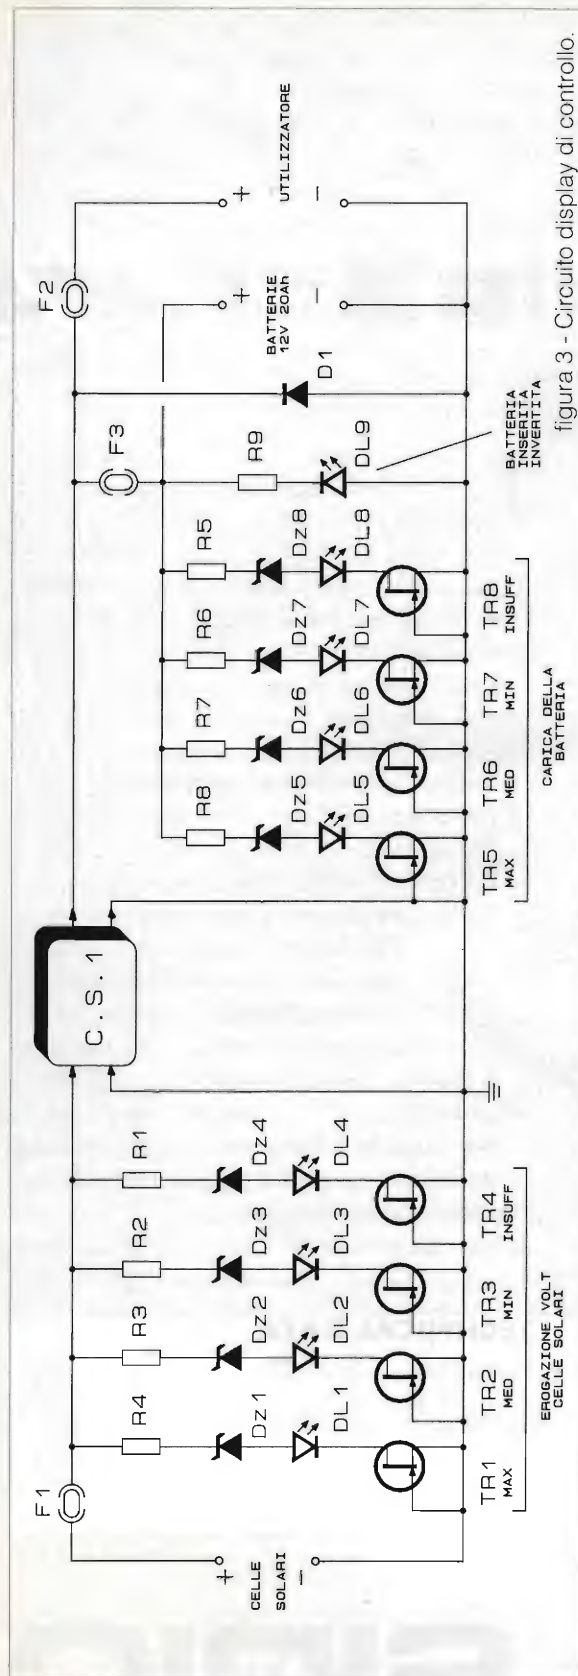 F1
R4
R3
R2
R1
Dz1
Dz2
Dz3
Dz4
DL1
DL2
DL3
DL4
TR1
MAX
TR2
MED
TR3
MIN
TR4
INSUFF
EROGAZIONE VOLT
CELLE SOLARI
+
CELLE
SOLARI
−
C.S.1
F2
F3
R8
R7
R6
R5
R9
Dz5
Dz6
Dz7
Dz8
DL5
DL6
DL7
DL8
DL9
D1
TR5
MAX
TR6
MED
TR7
MIN
TR8
INSUFF
CARICA DELLA
BATTERIA
BATTERIA
INSERITA
INVERTITA
+
BATTERIE
12V 20Ah
−
+
UTILIZZATORE
−
figura 3 - Circuito display di controllo.